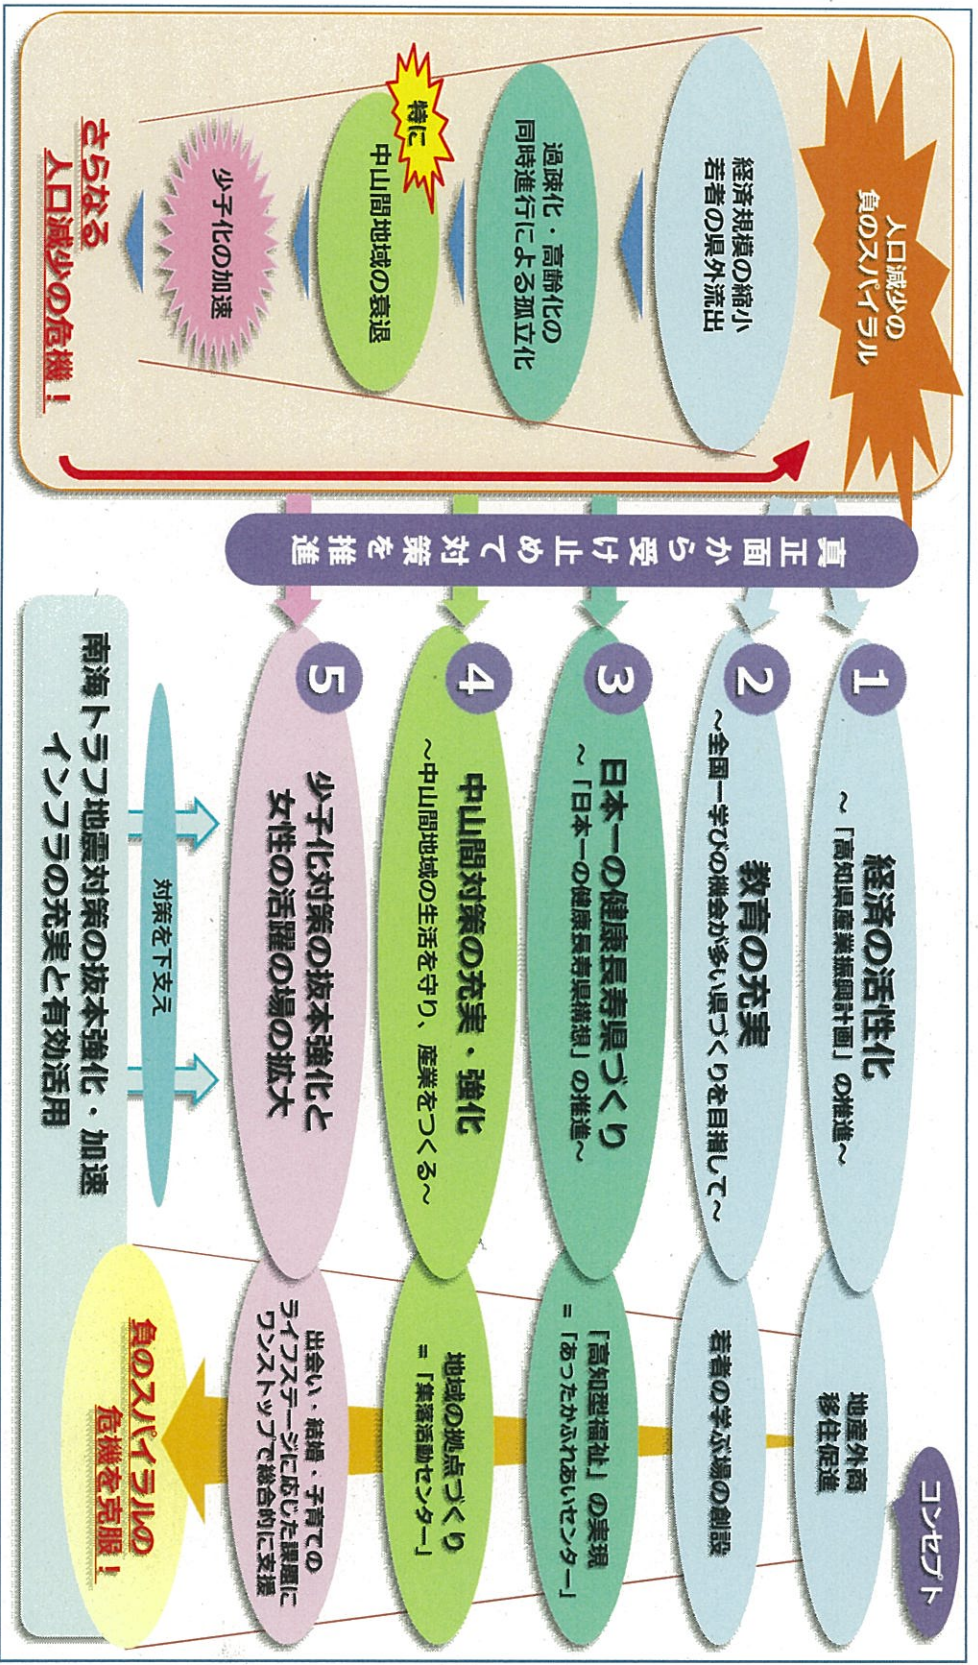 人口減少の
負のスパイラル
経済規模の縮小
若者の県外流出
過疎化・高齢化の
同時進行による孤立化
特に
中山間地域の衰退
少子化の加速
さらなる
人口減少の危機！
真正面から受け止めて対策を推進
コンセプト
1
経済の活性化
～「高知県産業振興計画」の推進～
地産外商
移住促進
2
教育の充実
～全国一学びの機会が多い県づくりを目指して～
若者の学ぶ場の創設
3
日本一の健康長寿県づくり
～「日本一の健康長寿県構想」の推進～
「高知型福祉」の実現
＝「あったかふれあいセンター」
4
中山間対策の充実・強化
～中山間地域の生活を守り、産業をつくる～
地域の拠点づくり
＝「集落活動センター」
5
少子化対策の抜本強化と
女性の活躍の場の拡大
出会い・結婚・子育ての
ライフステージに応じた課題に
ワンストップで総合的に支援
対策を下支え
南海トラフ地震対策の抜本強化・加速
インフラの充実と有効活用
負のスパイラルの
危機を克服！